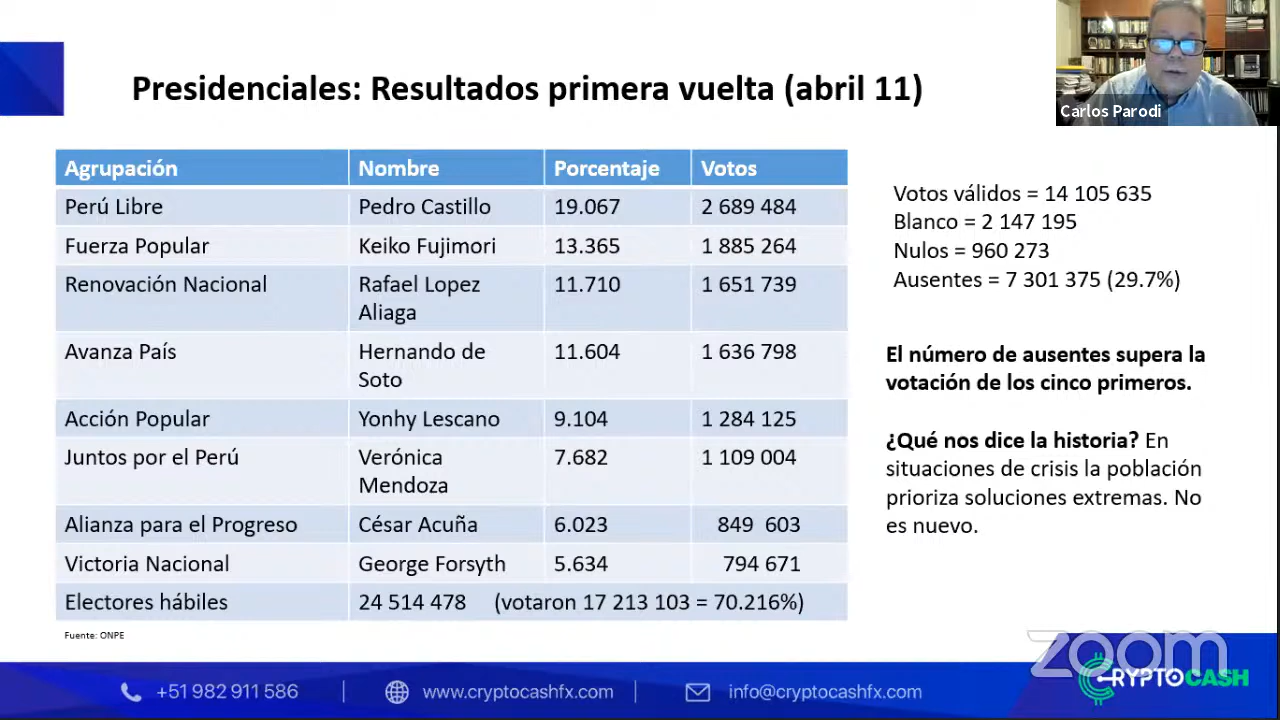 Presidenciales: Resultados primera vuelta (abril 11)
Carlos Parodi
Agrupación Nombre Porcentaje Votos
Perú Libre Pedro Castillo 19.067 2 689 484
Fuerza Popular Keiko Fujimori 13.365 1 885 264
Renovación Nacional Rafael Lopez 11.710 1 651 739
Aliaga
Avanza País Hernando de 11.604 1 636 798
Soto
Acción Popular Yonhy Lescano 9.104 1 284 125
Juntos por el Perú Verónica 7.682 1 109 004
Mendoza
Alianza para el Progreso César Acuña 6.023 849 603
Victoria Nacional George Forsyth 5.634 794 671
Electores hábiles 24 514 478 (votaron 17 213 103 = 70.216%)
Fuente: ONPE
Votos válidos = 14 105 635
Blanco = 2 147 195
Nulos = 960 273
Ausentes = 7 301 375 (29.7%)
El número de ausentes supera la
votación de los cinco primeros.
¿Qué nos dice la historia? En
situaciones de crisis la población
prioriza soluciones extremas. No
es nuevo.
zoom
+51 982 911 586 www.cryptocashfx.com info@cryptocashfx.com
CRYPTOCASH